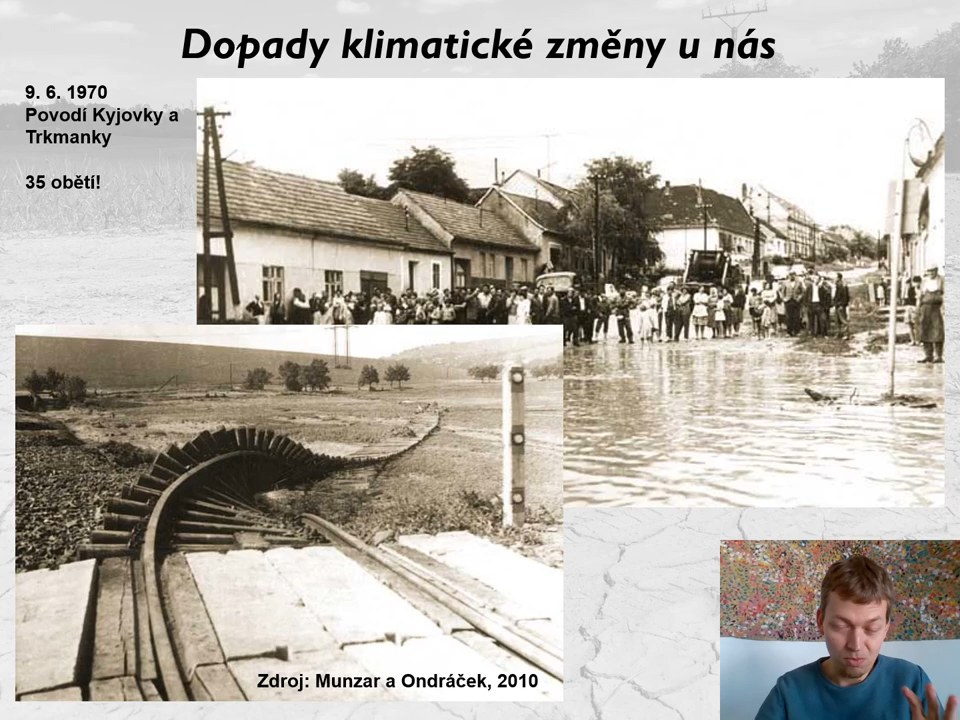 Dopady klimatické změny u nás
9. 6. 1970
Povodí Kyjovky a
Trkmanky
35 obětí!
Zdroj: Munzar a Ondráček, 2010